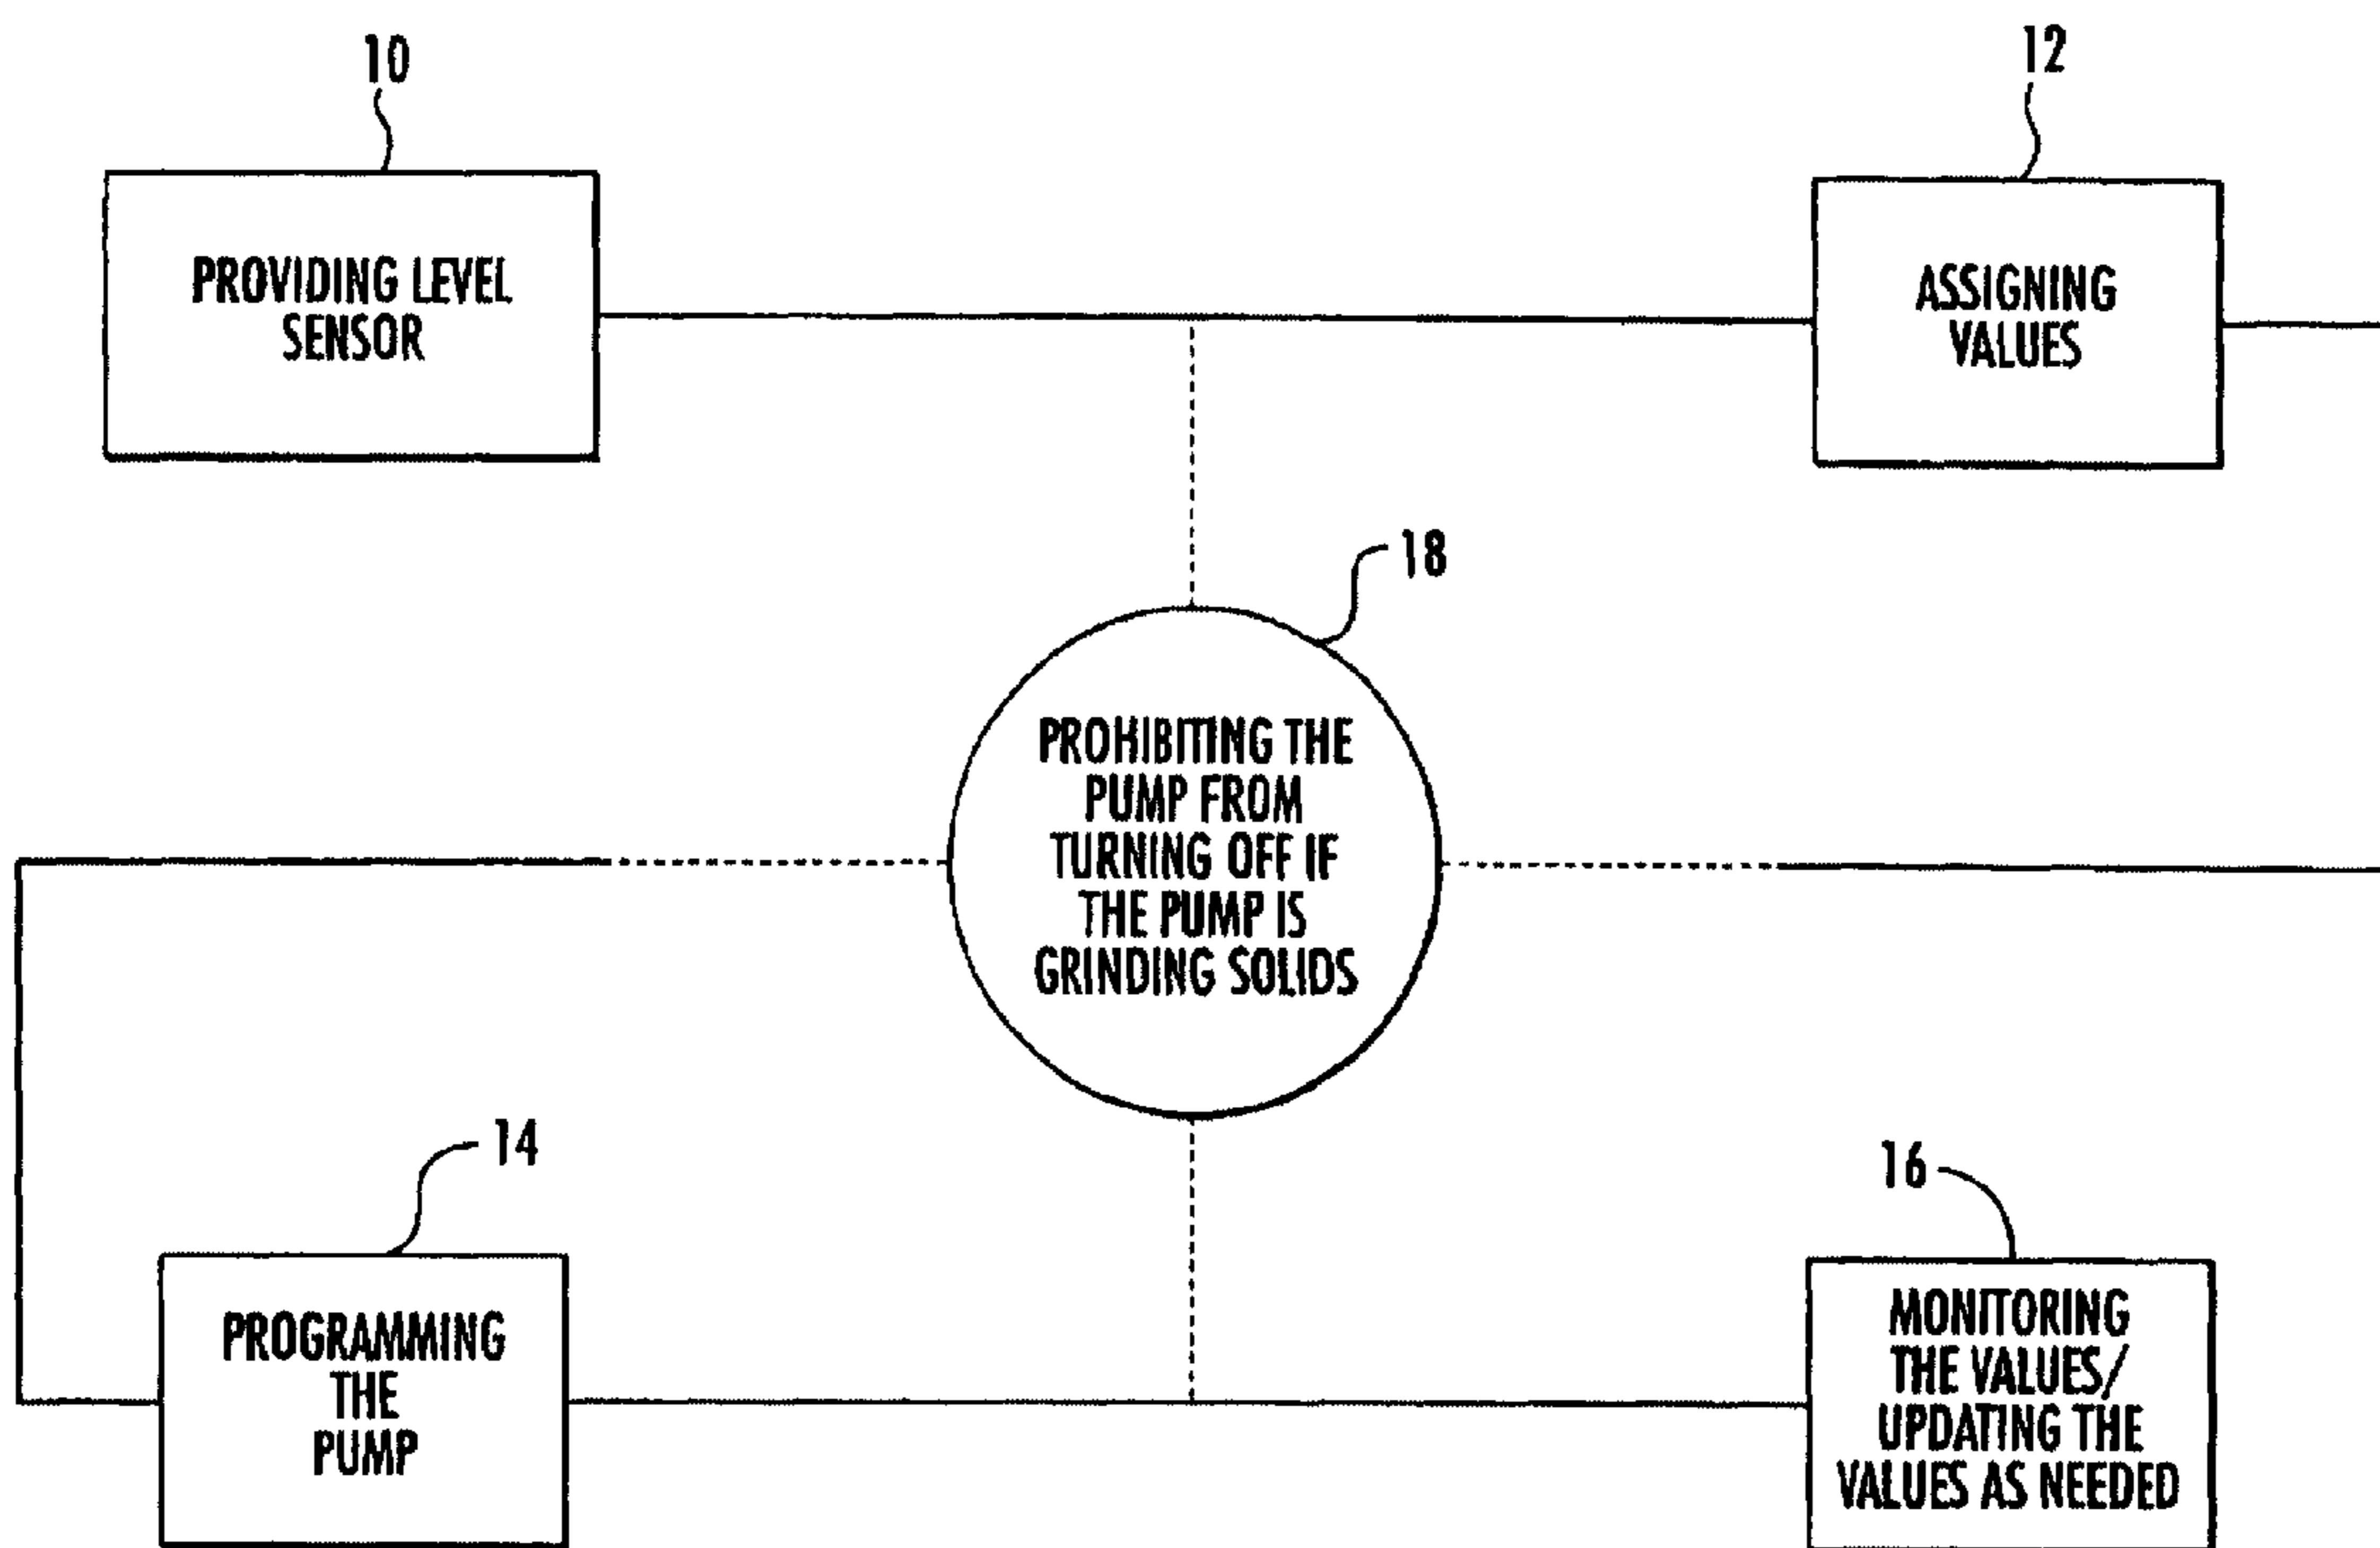 10
12
PROVIDING LEVEL
SENSOR
ASSIGNING
VALUES
18
PROHIBITING THE
PUMP FROM
TURNING OFF IF
THE PUMP IS
GRINDING SOLIDS
14
16
PROGRAMMING
THE
PUMP
MONITORING
THE VALUES/
UPDATING THE
VALUES AS NEEDED